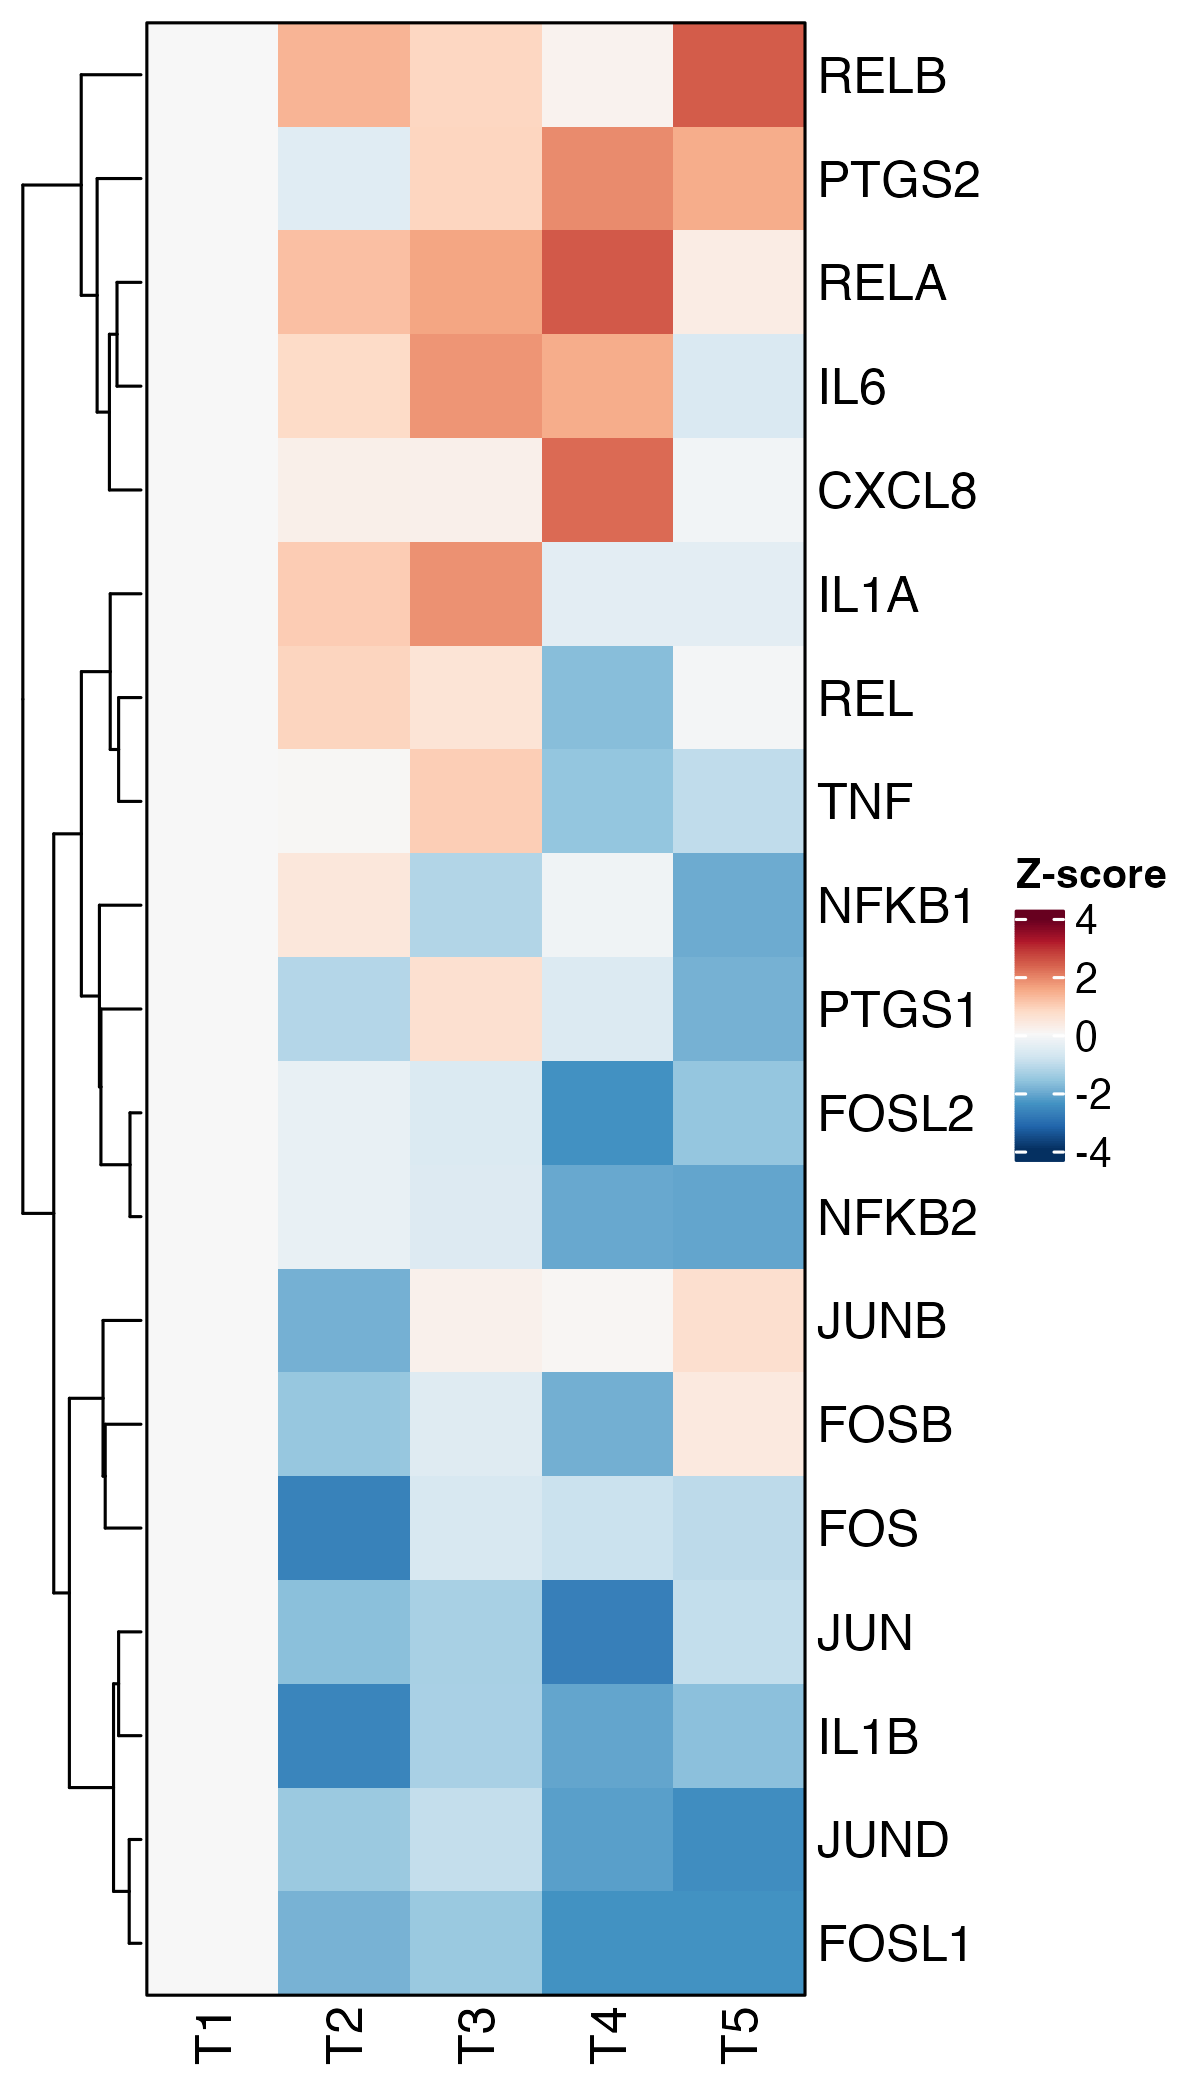 RELB
PTGS2
RELA
IL6
CXCL8
IL1A
REL
TNF
NFKB1
PTGS1
FOSL2
NFKB2
JUNB
FOSB
FOS
JUN
IL1B
JUND
FOSL1
T1 T2 T3 T4 T5
Z-score
4
2
0
-2
-4